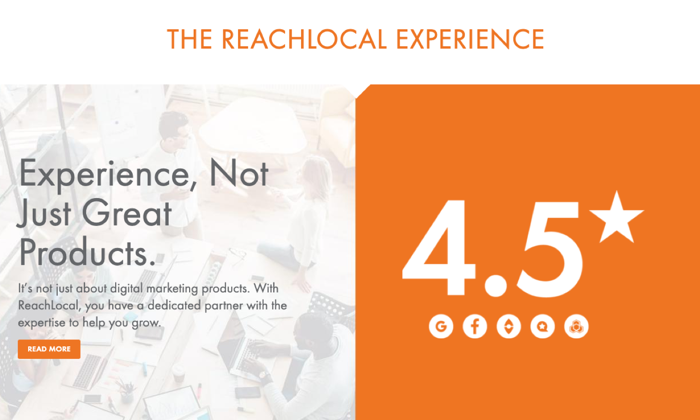 THE REACHLOCAL EXPERIENCE
Experience, Not
Just Great
Products.
It's not just about digital marketing products. With
ReachLocal, you have a dedicated partner with the
expertise to help you grow.
READ MORE
4.5